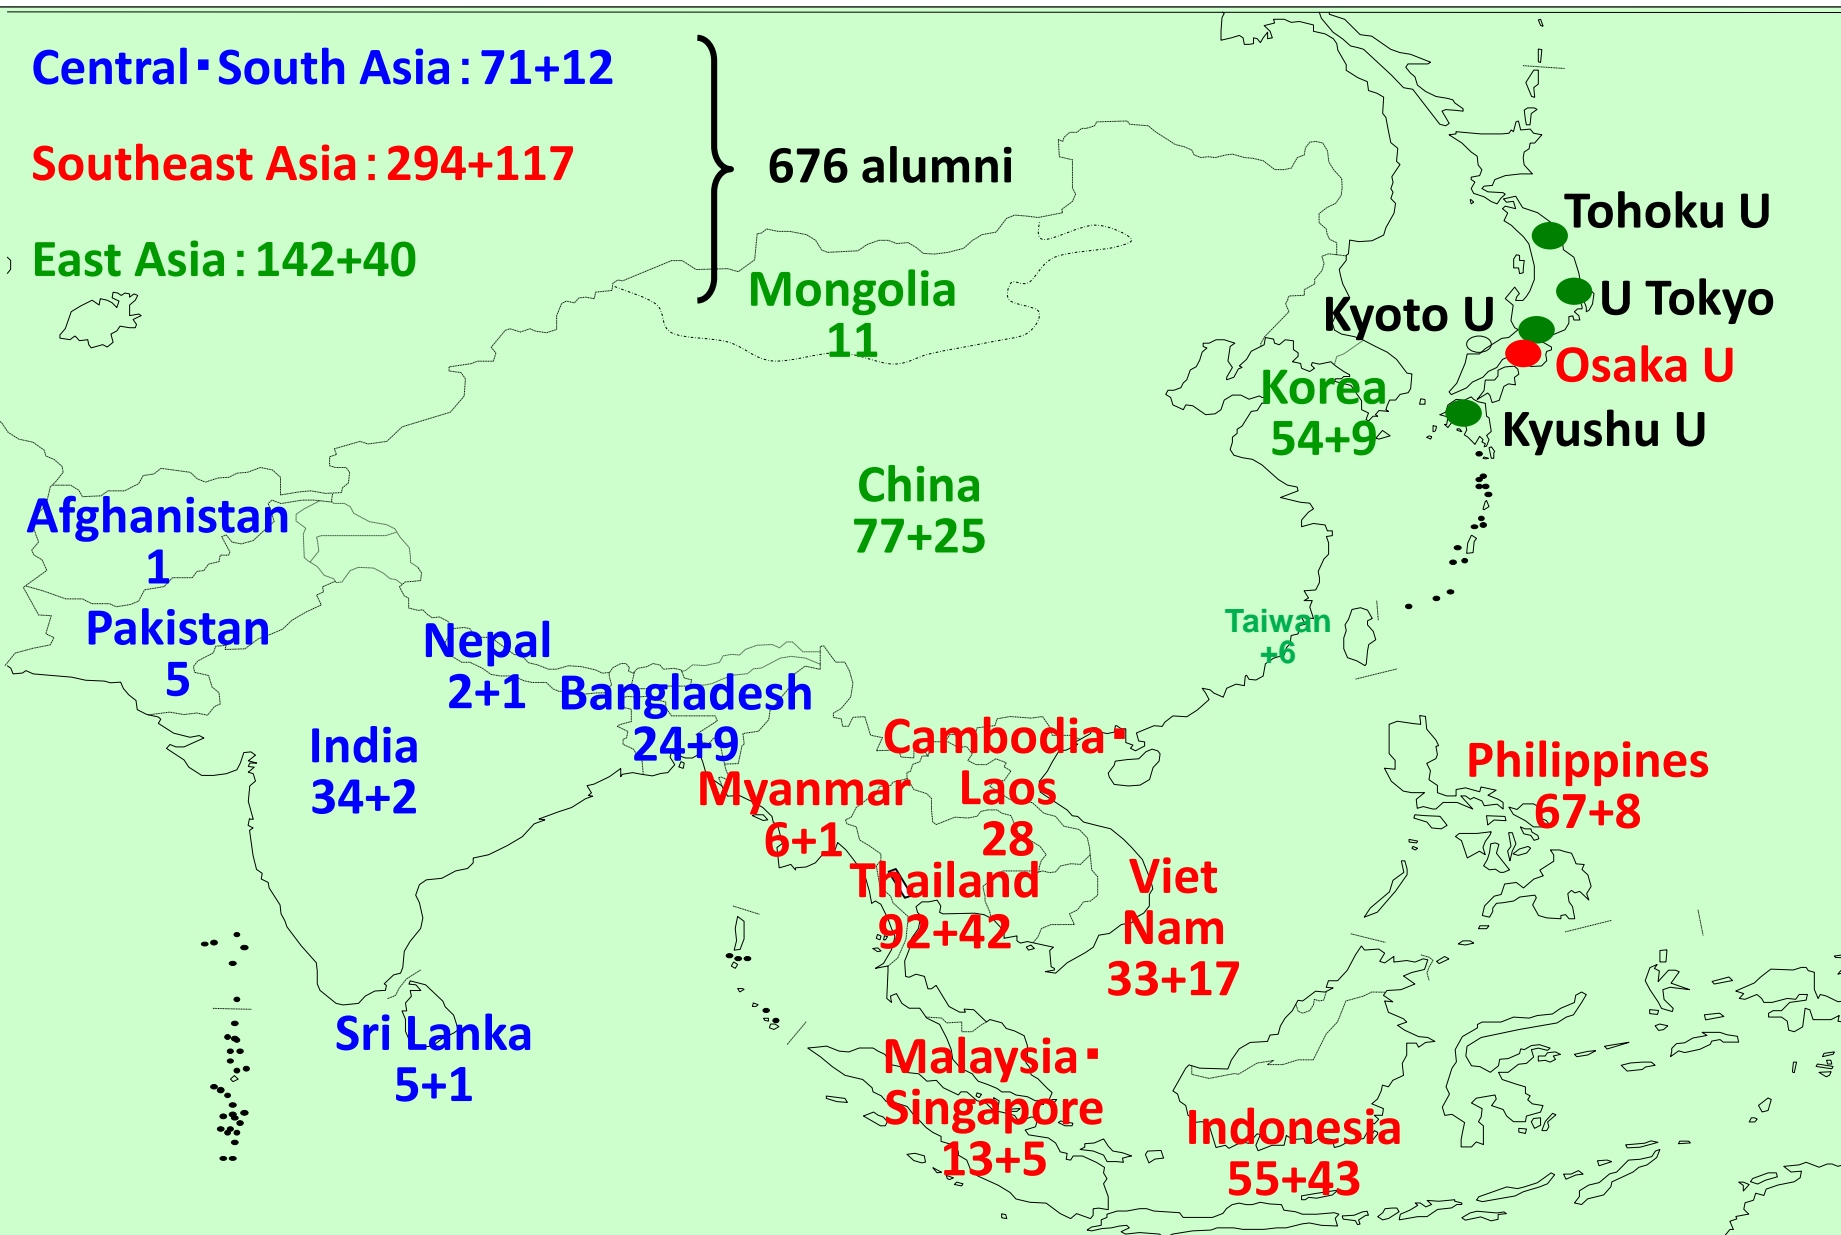 Central･South Asia：71+12
Southeast Asia：294+117
East Asia：142+40
676 alumni
Tohoku U
U Tokyo
Kyoto U
Osaka U
Kyushu U
Mongolia
11
Korea
54+9
China
77+25
Taiwan
+6
Afghanistan
1
Pakistan
5
Nepal
2+1
Bangladesh
24+9
India
34+2
Sri Lanka
5+1
Cambodia･
Laos
28
Myanmar
6+1
Thailand
92+42
Viet
Nam
33+17
Philippines
67+8
Malaysia･
Singapore
13+5
Indonesia
55+43